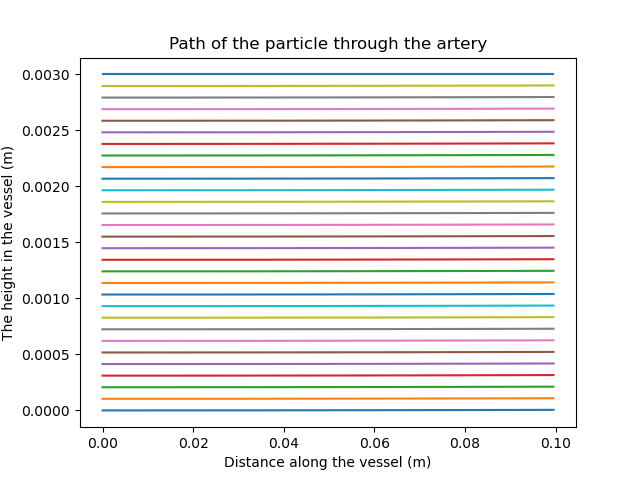 Path of the particle through the artery
The height in the vessel (m)
0.0030
0.0025
0.0020
0.0015
0.0010
0.0005
0.0000
0.00 0.02 0.04 0.06 0.08 0.10
Distance along the vessel (m)